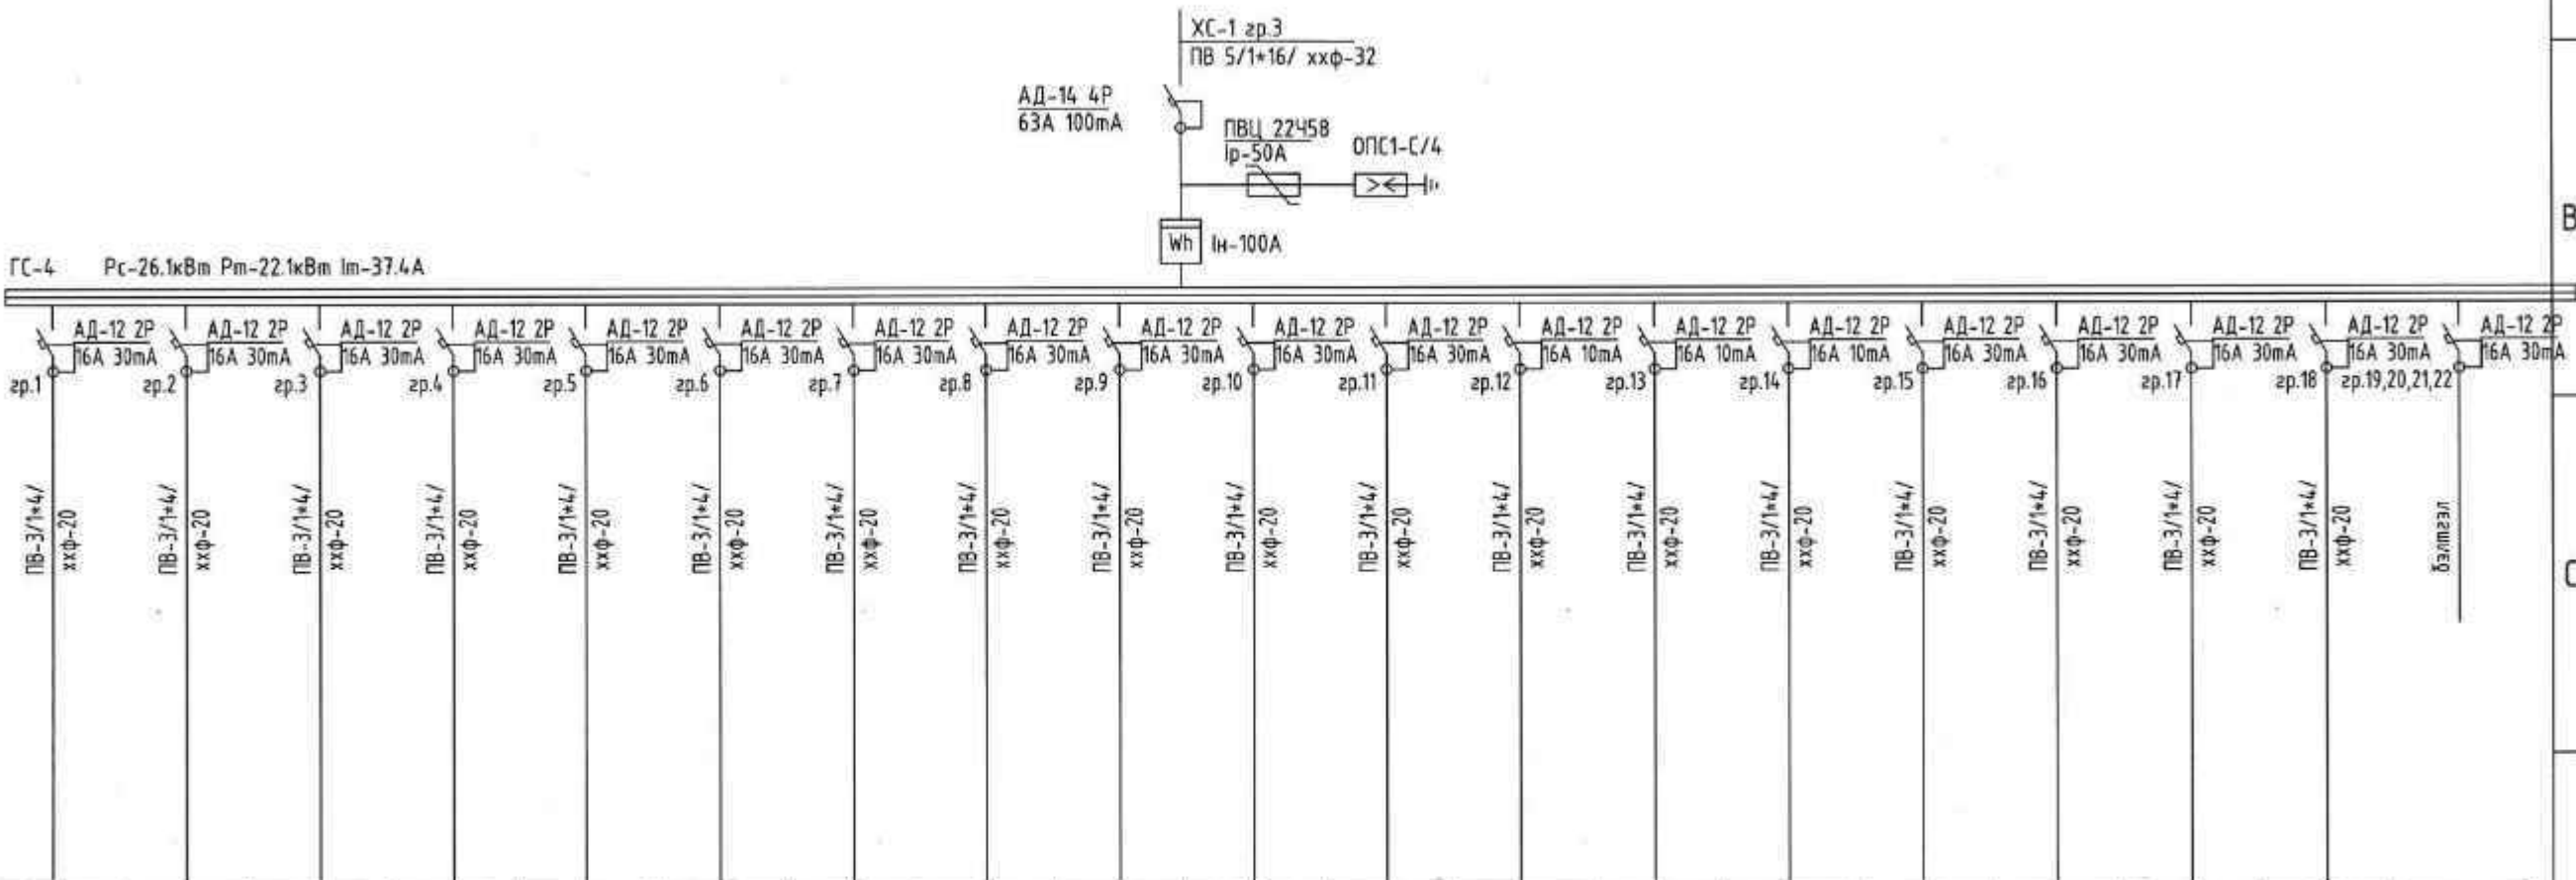 ХС-1 гр.3
ПВ 5/1*16/ ххф-32
АД-14 4Р
63А 100mA
ПВЦ 22Ч58
Iр-50А
ОПС1-С/4
Wh
Iн-100А
В
ГС-4 Рс-26.1кВт Рт-22.1кВт Iт-37.4А
АД-12 2Р
16А 30mA
гр.1
АД-12 2Р
16А 30mA
гр.2
АД-12 2Р
16А 30mA
гр.3
АД-12 2Р
16А 30mA
гр.4
АД-12 2Р
16А 30mA
гр.5
АД-12 2Р
16А 30mA
гр.6
АД-12 2Р
16А 30mA
гр.7
АД-12 2Р
16А 30mA
гр.8
АД-12 2Р
16А 30mA
гр.9
АД-12 2Р
16А 30mA
гр.10
АД-12 2Р
16А 30mA
гр.11
АД-12 2Р
16А 10mA
гр.12
АД-12 2Р
16А 10mA
гр.13
АД-12 2Р
16А 10mA
гр.14
АД-12 2Р
16А 30mA
гр.15
АД-12 2Р
16А 30mA
гр.16
АД-12 2Р
16А 30mA
гр.17
АД-12 2Р
16А 30mA
гр.18
АД-12 2Р
16А 30mA
гр.19,20,21,22
ПВ-3/1*4/
ххф-20
ПВ-3/1*4/
ххф-20
ПВ-3/1*4/
ххф-20
ПВ-3/1*4/
ххф-20
ПВ-3/1*4/
ххф-20
ПВ-3/1*4/
ххф-20
ПВ-3/1*4/
ххф-20
ПВ-3/1*4/
ххф-20
ПВ-3/1*4/
ххф-20
ПВ-3/1*4/
ххф-20
ПВ-3/1*4/
ххф-20
ПВ-3/1*4/
ххф-20
ПВ-3/1*4/
ххф-20
ПВ-3/1*4/
ххф-20
ПВ-3/1*4/
ххф-20
ПВ-3/1*4/
ххф-20
ПВ-3/1*4/
ххф-20
ПВ-3/1*4/
ххф-20
бэлтгэл
С